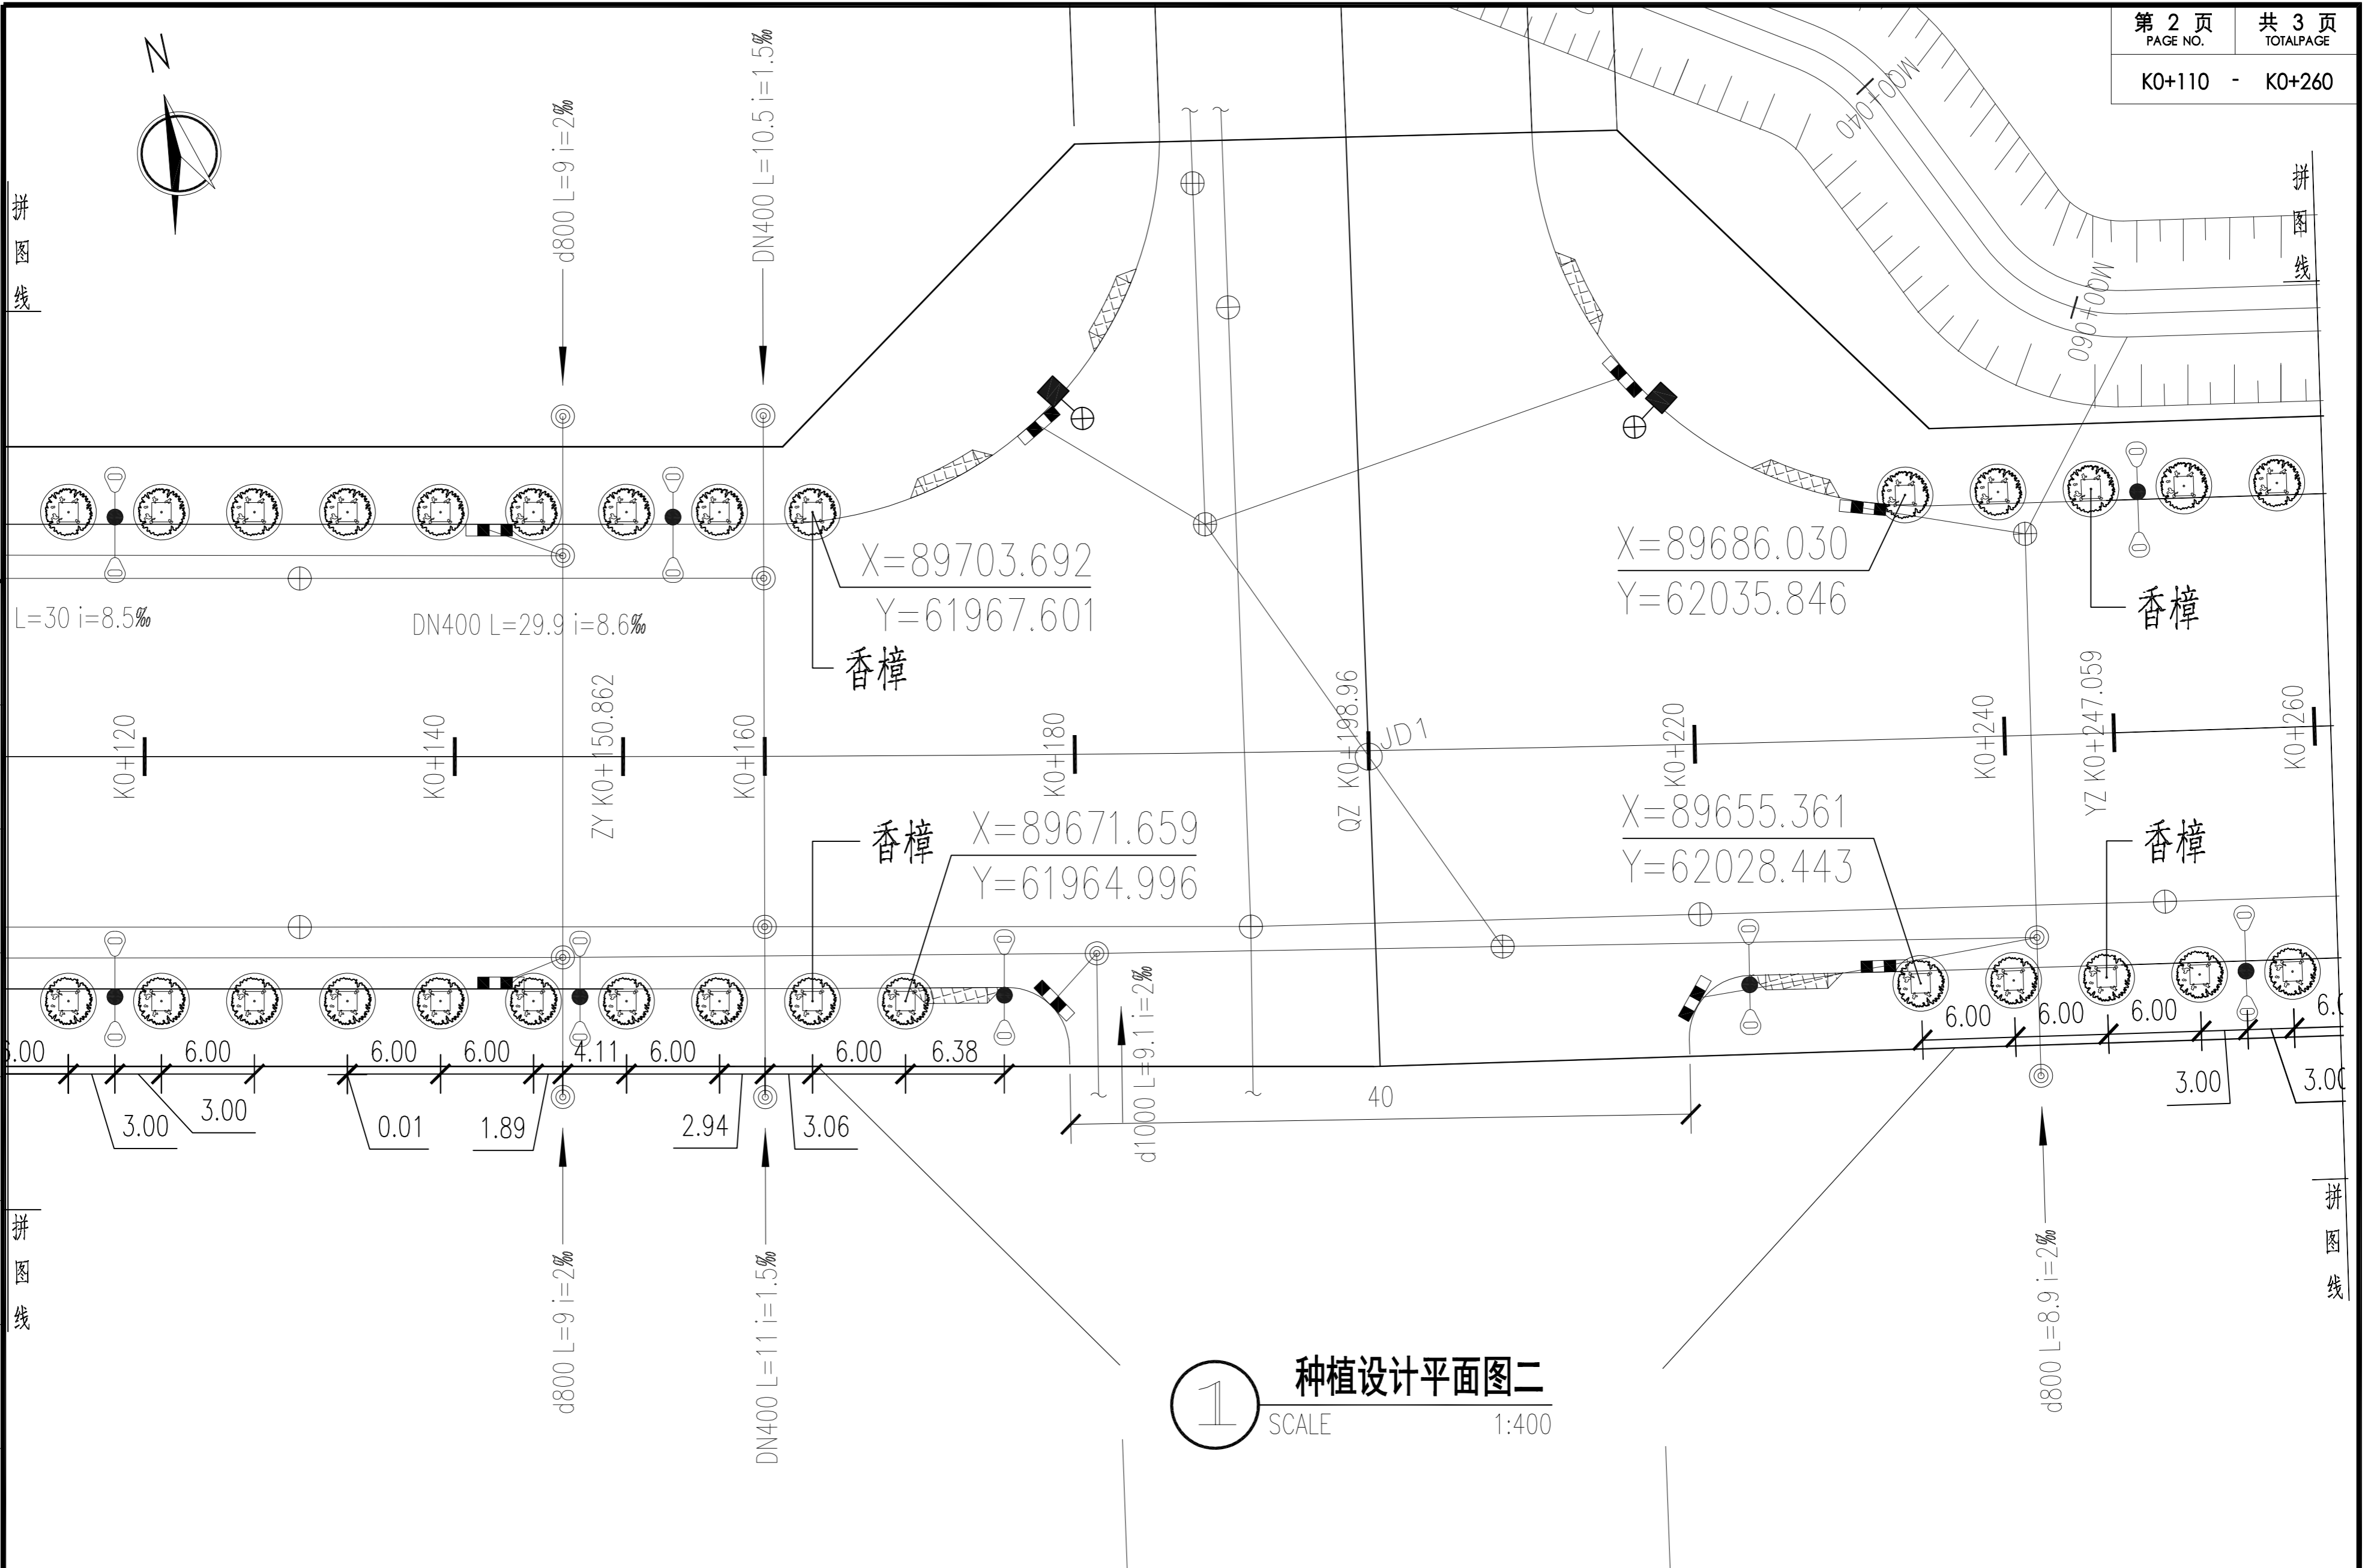 第 2 页 共 3 页
PAGE NO. TOTALPAGE
K0+110 - K0+260
N
拼图线
拼图线
d800 L=9 i=2‰
DN400 L=10.5 i=1.5‰
M00+040
M00+060
X=89703.692
Y=61967.601
香樟
X=89686.030
Y=62035.846
香樟
L=30 i=8.5‰
DN400 L=29.9 i=8.6‰
K0+120
K0+140
ZY K0+150.862
K0+160
K0+180
QZ K0+198.96
JD1
K0+220
K0+240
YZ K0+247.059
K0+260
香樟
X=89671.659
Y=61964.996
X=89655.361
Y=62028.443
香樟
6.00 6.00 6.00 4.11 6.00 6.00 6.38
3.00 3.00 0.01 1.89 2.94 3.06
d1000 L=9.1 i=2‰
40
6.00 6.00 6.00
3.00
拼图线
拼图线
d800 L=9 i=2‰
DN400 L=11 i=1.5‰
d800 L=8.9 i=2‰
1
种植设计平面图二
SCALE 1:400